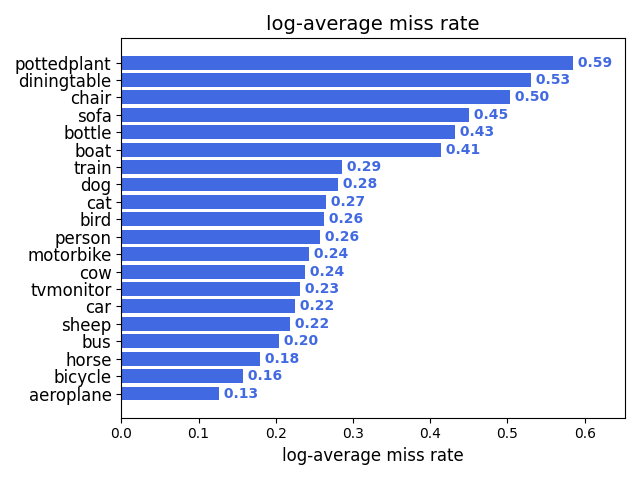 log-average miss rate
pottedplant 0.59
diningtable 0.53
chair 0.50
sofa 0.45
bottle 0.43
boat 0.41
train 0.29
dog 0.28
cat 0.27
bird 0.26
person 0.26
motorbike 0.24
cow 0.24
tvmonitor 0.23
car 0.22
sheep 0.22
bus 0.20
horse 0.18
bicycle 0.16
aeroplane 0.13
0.0 0.1 0.2 0.3 0.4 0.5 0.6
log-average miss rate